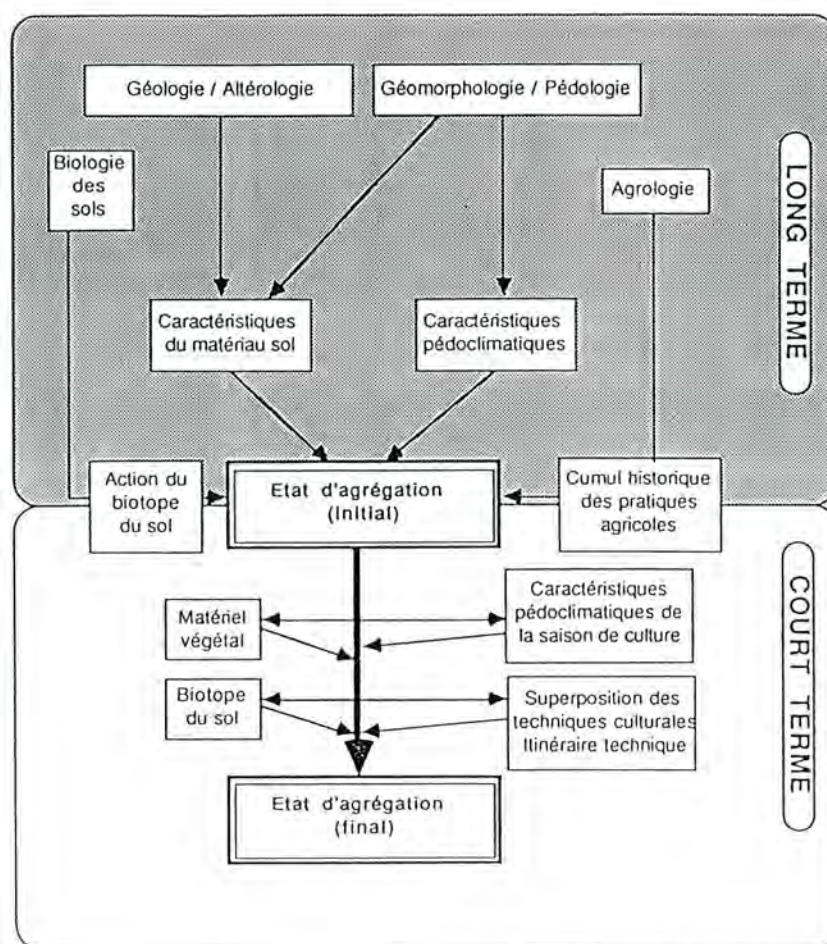 Géologie / Altérologie
Géomorphologie / Pédologie
Biologie
des
sols
Agrologie
LONG TERME
Caractéristiques
du matériau sol
Caractéristiques
pédoclimatiques
Action du
biotope
du sol
Etat d'agrégation
(initial)
Cumul historique
des pratiques
agricoles
Matériel
végétal
Caractéristiques
pédoclimatiques de
la saison de culture
Biotope
du sol
Superposition des
techniques culturales
Itinéraire technique
Etat d'agrégation
(final)
COURT TERME